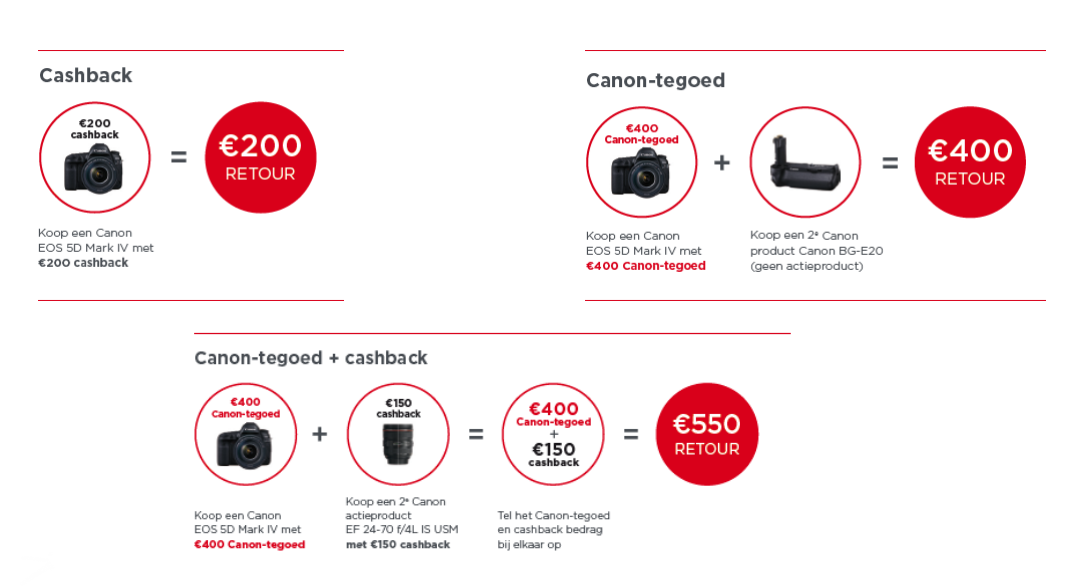 Cashback
€200
cashback
=
€200
RETOUR
Koop een Canon
EOS 5D Mark IV met
€200 cashback
Canon-tegoed
€400
Canon-tegoed
+
=
€400
RETOUR
Koop een Canon
EOS 5D Mark IV met
€400 Canon-tegoed
Koop een 2e Canon
product Canon BG-E20
(geen actieproduct)
Canon-tegoed + cashback
€400
Canon-tegoed
+
€150
cashback
=
€400
Canon-tegoed
+
€150
cashback
=
€550
RETOUR
Koop een Canon
EOS 5D Mark IV met
€400 Canon-tegoed
Koop een 2e Canon
actieproduct
EF 24-70 f/4L IS USM
met €150 cashback
Tel het Canon-tegoed
en cashback bedrag
bij elkaar op